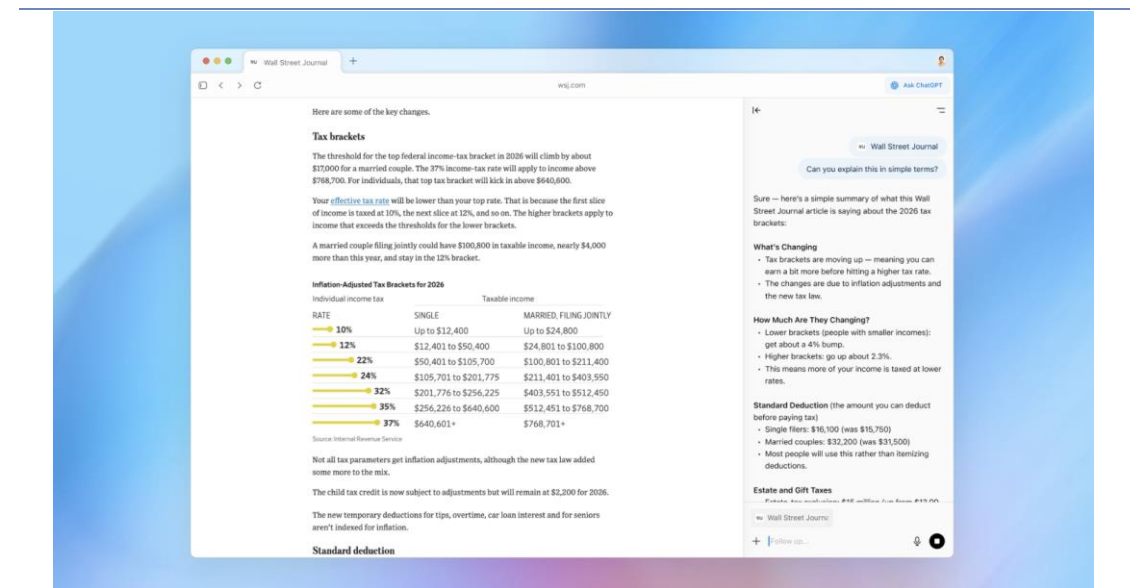 Wall Street Journal
wsj.com
Ask ChatGPT
Here are some of the key changes.
Tax brackets
The threshold for the top federal income-tax bracket in 2026 will climb by about
$17,000 for a married couple. The 37% income-tax rate will apply to income above
$768,700. For individuals, that top tax bracket will kick in above $640,600.
Your effective tax rate will be lower than your top rate. That is because the first slice
of income is taxed at 10%, the next slice at 12%, and so on. The higher brackets apply to
income that exceeds the thresholds for the lower brackets.
A married couple filing jointly could have $100,800 in taxable income, nearly $4,000
more than this year, and stay in the 12% bracket.
Inflation-Adjusted Tax Brackets for 2026
Individual income tax Taxable income
RATE SINGLE MARRIED, FILING JOINTLY
10% Up to $12,400 Up to $24,800
12% $12,401 to $50,400 $24,801 to $100,800
22% $50,401 to $105,700 $100,801 to $211,400
24% $105,701 to $201,775 $211,401 to $403,550
32% $201,776 to $256,225 $403,551 to $512,450
35% $256,226 to $640,600 $512,451 to $768,700
37% $640,601+ $768,701+
Source: Internal Revenue Service
Not all tax parameters get inflation adjustments, although the new tax law added
some more to the mix.
The child tax credit is now subject to adjustments but will remain at $2,200 for 2026.
The new temporary deductions for tips, overtime, car loan interest and for seniors
aren't indexed for inflation.
Standard deduction
Wall Street Journal
Can you explain this in simple terms?
Sure — here's a simple summary of what this Wall
Street Journal article is saying about the 2026 tax
brackets:
What's Changing
• Tax brackets are moving up — meaning you can
earn a bit more before hitting a higher tax rate.
• The changes are due to inflation adjustments and
the new tax law.
How Much Are They Changing?
• Lower brackets (people with smaller incomes):
get about a 4% bump.
• Higher brackets: go up about 2.3%.
• This means more of your income is taxed at lower
rates.
Standard Deduction (the amount you can deduct
before paying tax)
• Single filers: $16,100 (was $15,750)
• Married couples: $32,200 (was $31,500)
• Most people will use this rather than itemizing
deductions.
Estate and Gift Taxes
Wall Street Journa
Follow up...